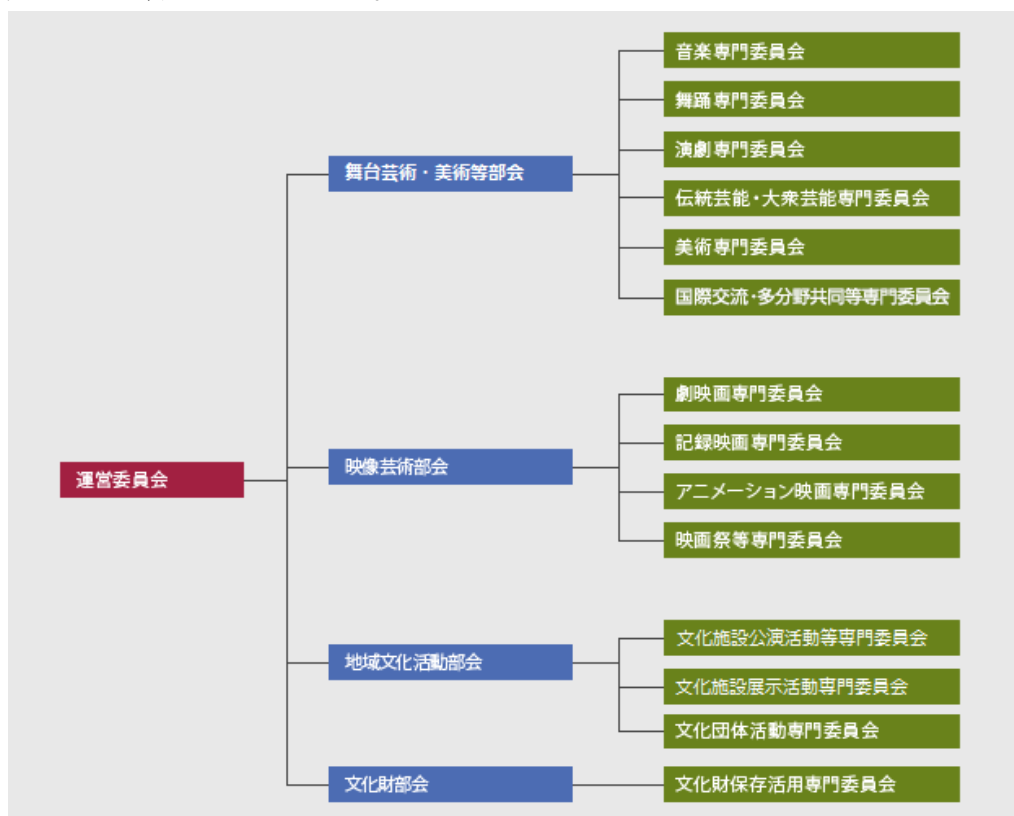 運営委員会
舞台芸術・美術等部会
音楽専門委員会
舞踊専門委員会
演劇専門委員会
伝統芸能・大衆芸能専門委員会
美術専門委員会
国際交流・多分野共同等専門委員会
映像芸術部会
劇映画専門委員会
記録映画専門委員会
アニメーション映画専門委員会
映画祭等専門委員会
地域文化活動部会
文化施設公演活動等専門委員会
文化施設展示活動専門委員会
文化団体活動専門委員会
文化財部会
文化財保存活用専門委員会